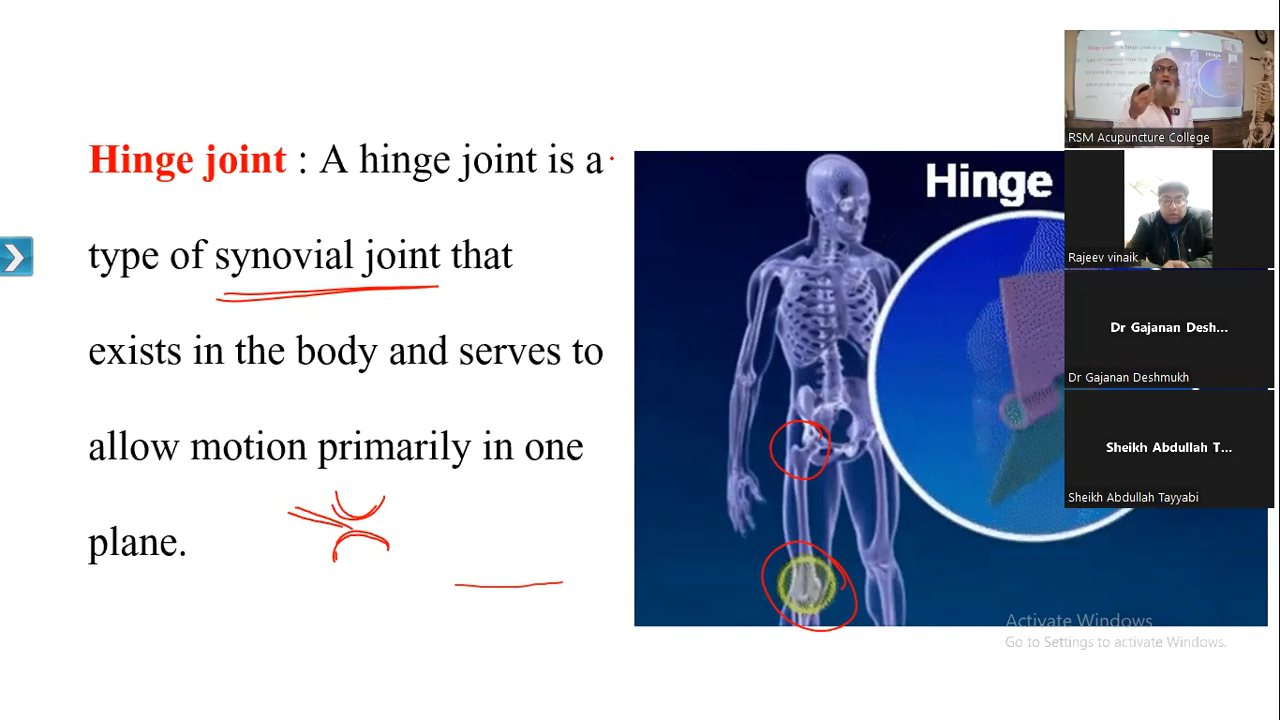 Hinge joint : A hinge joint is a
type of synovial joint that
exists in the body and serves to
allow motion primarily in one
plane.
Hinge
RSM Acupuncture College
Rajeev vinaik
Dr Gajanan Desh...
Dr Gajanan Deshmukh
Sheikh Abdullah T...
Sheikh Abdullah Tayyabi
Activate Windows
Go to Settings to activate Windows.